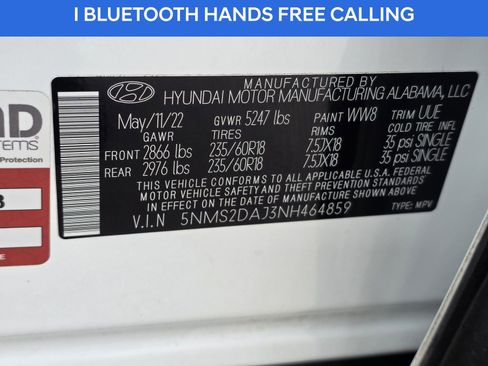 I BLUETOOTH HANDS FREE CALLING
MANUFACTURED BY
HYUNDAI MOTOR MANUFACTURING ALABAMA, LLC
May/11/22 GVWR 5247 lbs PAINT WW8 TRIM UUE
GAWR TIRES RIMS COLD TIRE INFL
FRONT 2866 lbs 235/60R18 7.5JX18 35 psi SINGLE
REAR 2976 lbs 235/60R18 7.5JX18 35 psi SINGLE
THIS VEHICLE CONFORMS TO ALL APPLICABLE U.S.A. FEDERAL
MOTOR VEHICLE SAFETY, BUMPER, AND THEFT PREVENTION STANDARDS
IN EFFECT ON THE DATE OF MANUFACTURE SHOWN ABOVE.
V.I.N 5NMS2DAJ3NH464859 TYPE: MPV
Protection